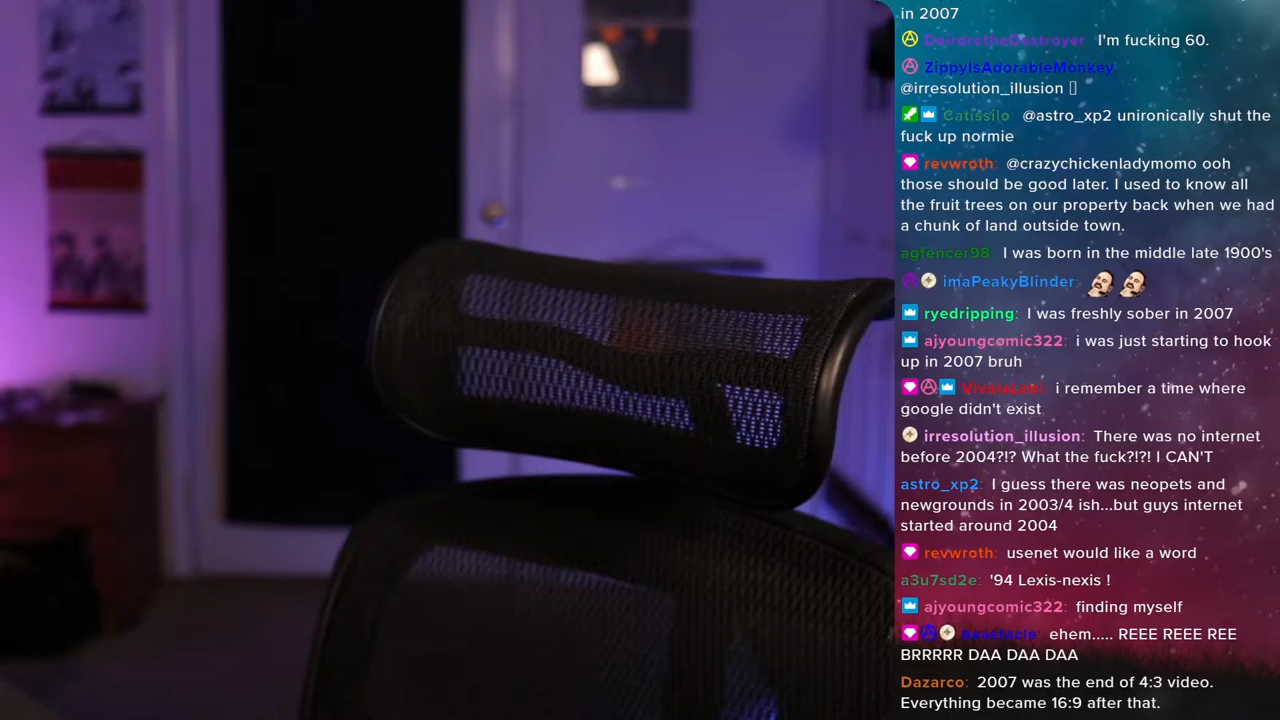 in 2007
DeirdretheDestroyer I'm fucking 60.
ZippyIsAdorableMonkey
@irresolution_illusion
Catissilo: @astro_xp2 unironically shut the
fuck up normie
revwroth: @crazychickenladymomo ooh
those should be good later. I used to know all
the fruit trees on our property back when we had
a chunk of land outside town.
agfencer98 I was born in the middle late 1900's
imaPeakyBlinder:
ryedripping: I was freshly sober in 2007
ajyoungcomic322: i was just starting to hook
up in 2007 bruh
i remember a time where
google didn't exist
irresolution_illusion: There was no internet
before 2004?!? What the fuck?!?! I CAN'T
astro_xp2: I guess there was neopets and
newgrounds in 2003/4 ish...but guys internet
started around 2004
revwroth: usenet would like a word
a3u7sd2e: '94 Lexis-nexis !
ajyoungcomic322: finding myself
ehem..... REEE REEE REE
BRRRRR DAA DAA DAA
Dazarco: 2007 was the end of 4:3 video.
Everything became 16:9 after that.